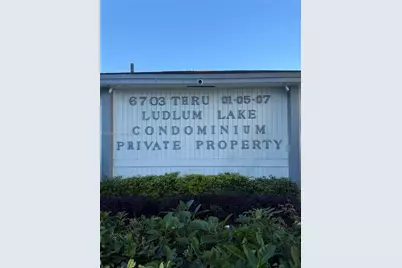 6703 THRU 01-05-07
LUDLUM LAKE
CONDOMINIUM
PRIVATE PROPERTY